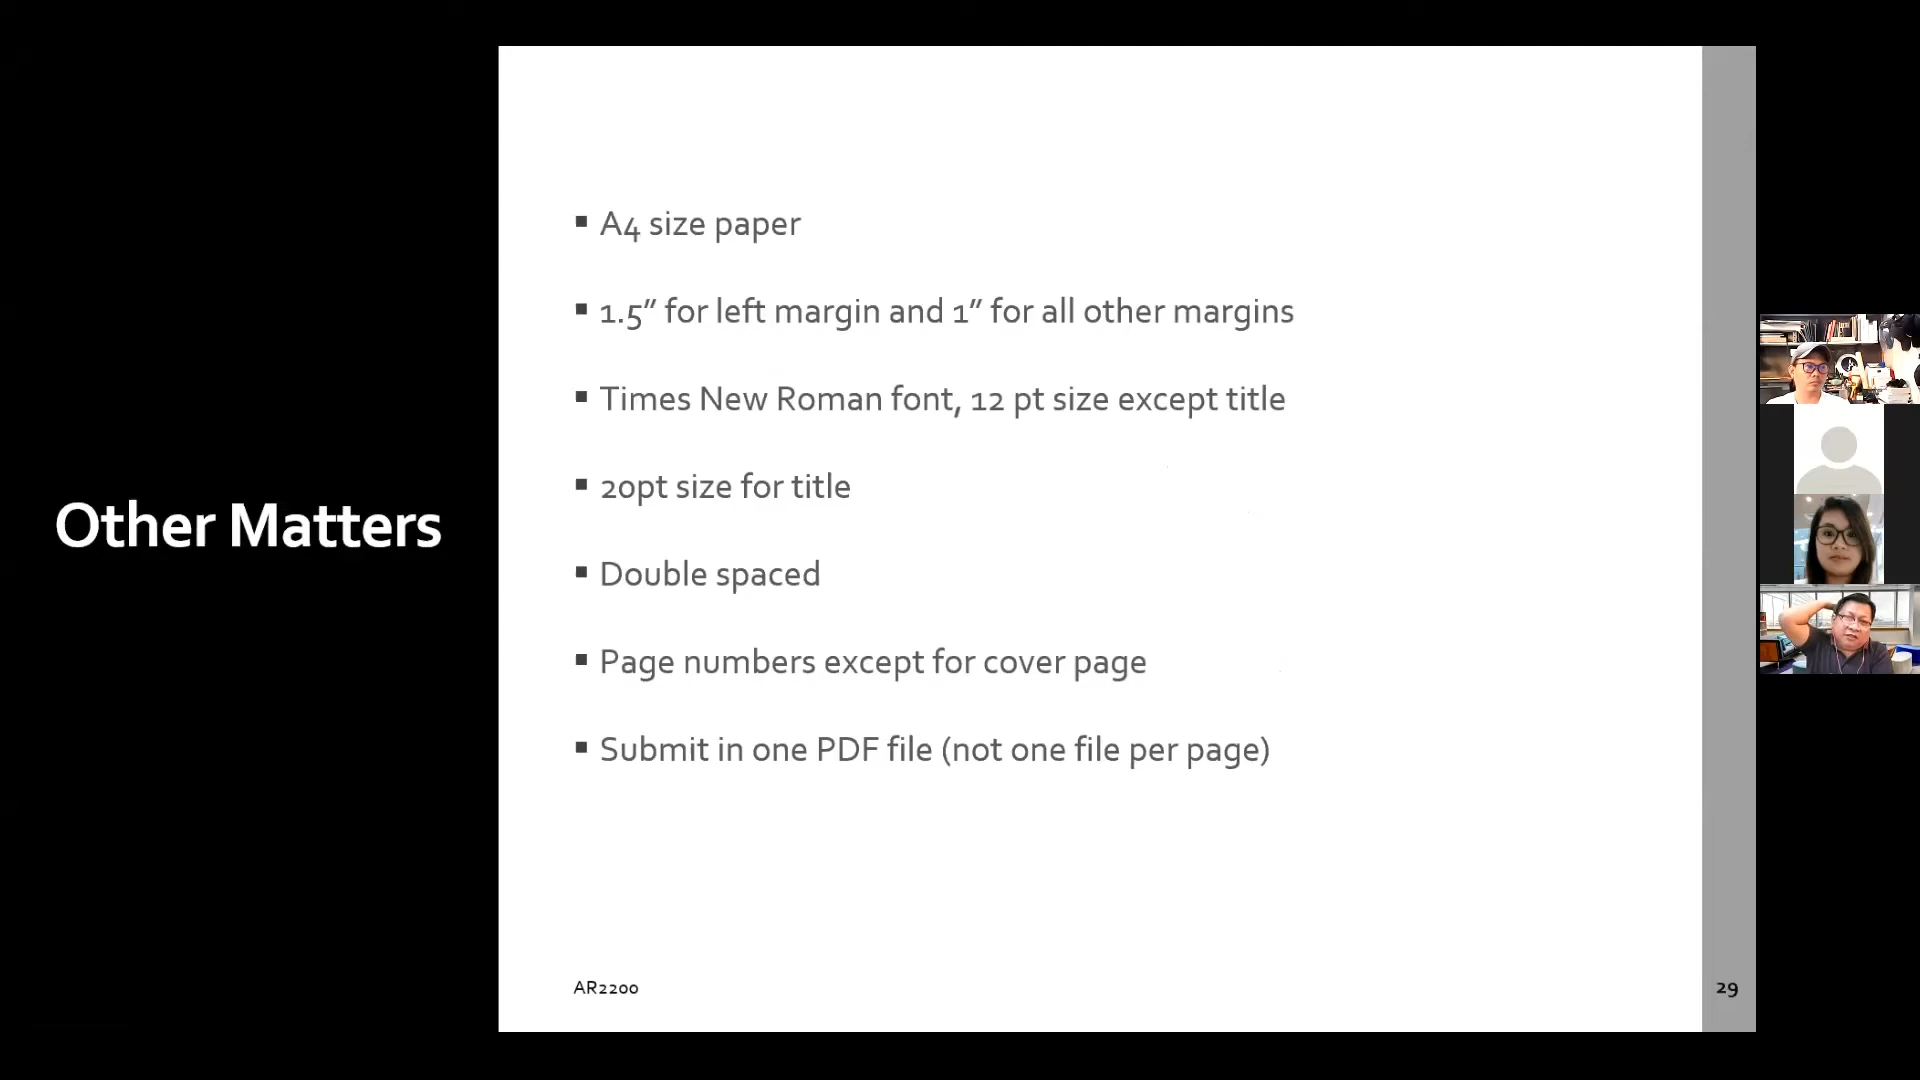 Other Matters
▪ A4 size paper
▪ 1.5” for left margin and 1” for all other margins
▪ Times New Roman font, 12 pt size except title
▪ 20pt size for title
▪ Double spaced
▪ Page numbers except for cover page
▪ Submit in one PDF file (not one file per page)
AR2200
29